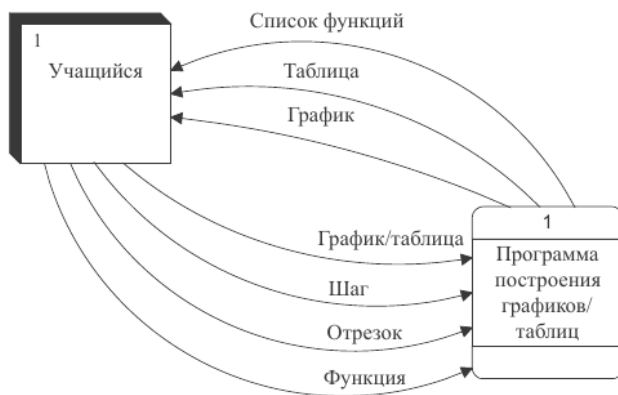 Список функций
1
Учащийся
Таблица
График
График/таблица
Шаг
Отрезок
Функция
1
Программа
построения
графиков/
таблиц